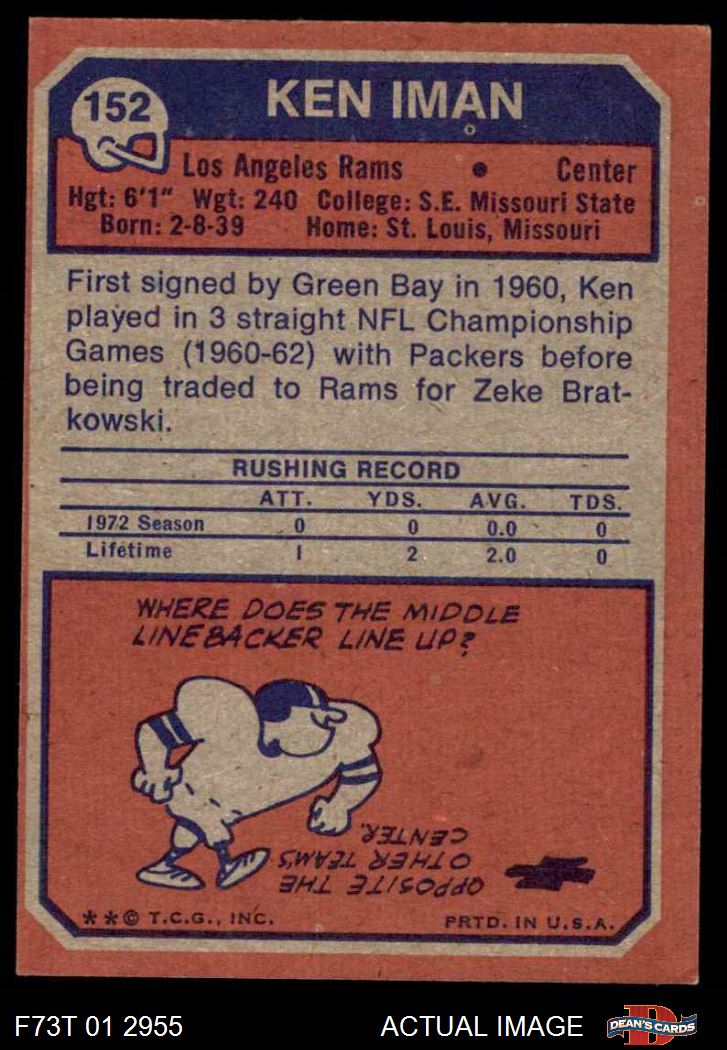 152
KEN IMAN
Los Angeles Rams • Center
Hgt: 6'1" Wgt: 240 College: S.E. Missouri State
Born: 2-8-39 Home: St. Louis, Missouri
First signed by Green Bay in 1960, Ken
played in 3 straight NFL Championship
Games (1960-62) with Packers before
being traded to Rams for Zeke Brat-
kowski.
RUSHING RECORD
ATT. YDS. AVG. TDS.
1972 Season 0 0 0.0 0
Lifetime 1 2 2.0 0
WHERE DOES THE MIDDLE
LINEBACKER LINE UP?
OPPOSITE THE
OTHER TEAM'S
CENTER.
**© T.C.G., INC. PRTD. IN U.S.A.
F73T 01 2955 ACTUAL IMAGE
D
DEAN'S CARDS